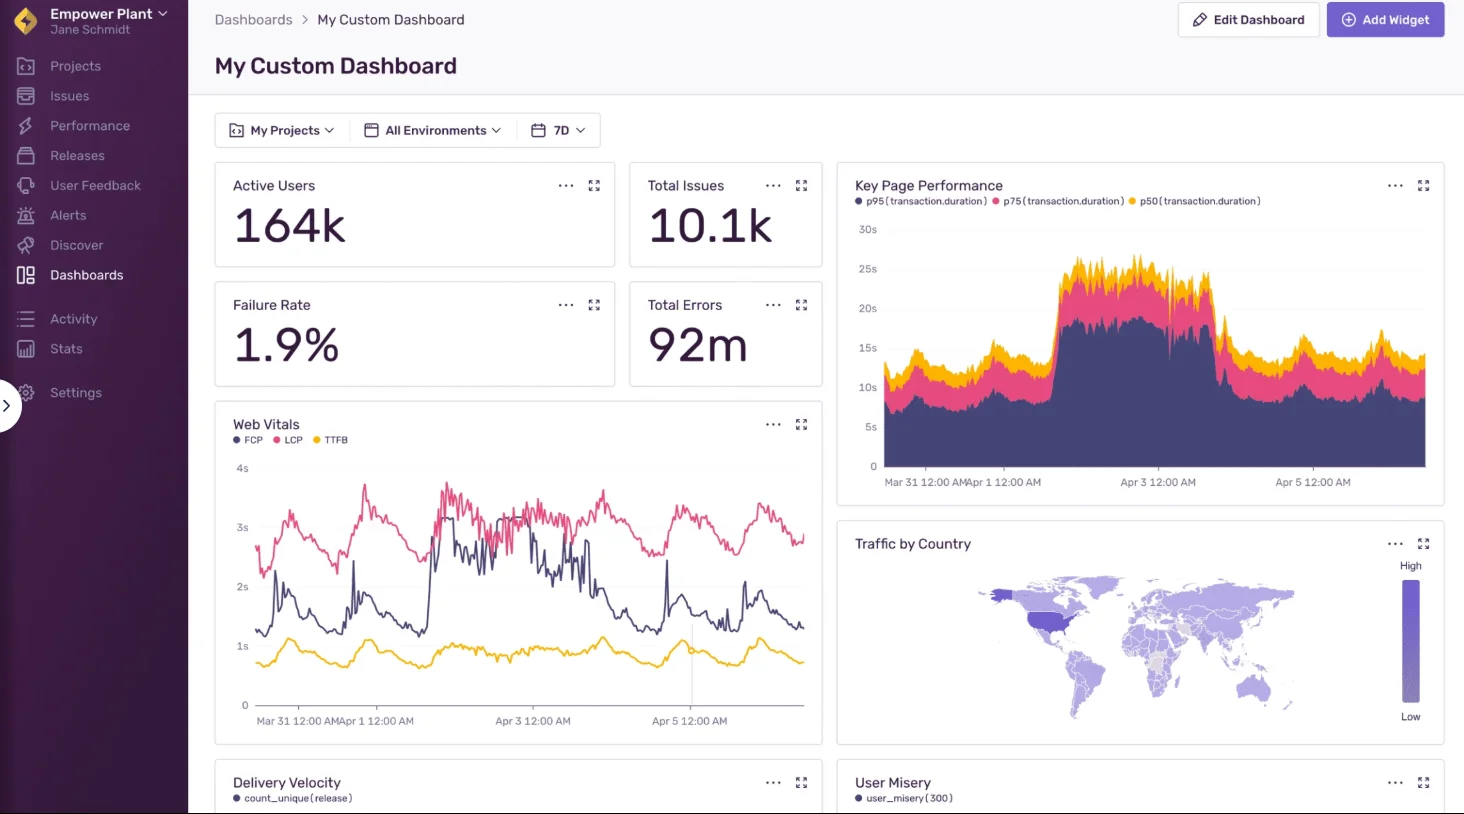 Empower Plant
Jane Schmidt
Projects
Issues
Performance
Releases
User Feedback
Alerts
Discover
Dashboards
Activity
Stats
Settings
Dashboards > My Custom Dashboard
Edit Dashboard
Add Widget
My Custom Dashboard
My Projects
All Environments
7D
Active Users
164k
Total Issues
10.1k
Failure Rate
1.9%
Total Errors
92m
Key Page Performance
p95(transaction.duration) p75(transaction.duration) p50(transaction.duration)
30s
25s
20s
15s
10s
5s
0
Mar 31 12:00 AM Apr 1 12:00 AM Apr 3 12:00 AM Apr 5 12:00 AM
Web Vitals
FCP LCP TTFB
4s
3s
2s
1s
0
Mar 31 12:00 AM Apr 1 12:00 AM Apr 3 12:00 AM Apr 5 12:00 AM
Traffic by Country
High
Low
Delivery Velocity
count_unique(release)
User Misery
user_misery(300)